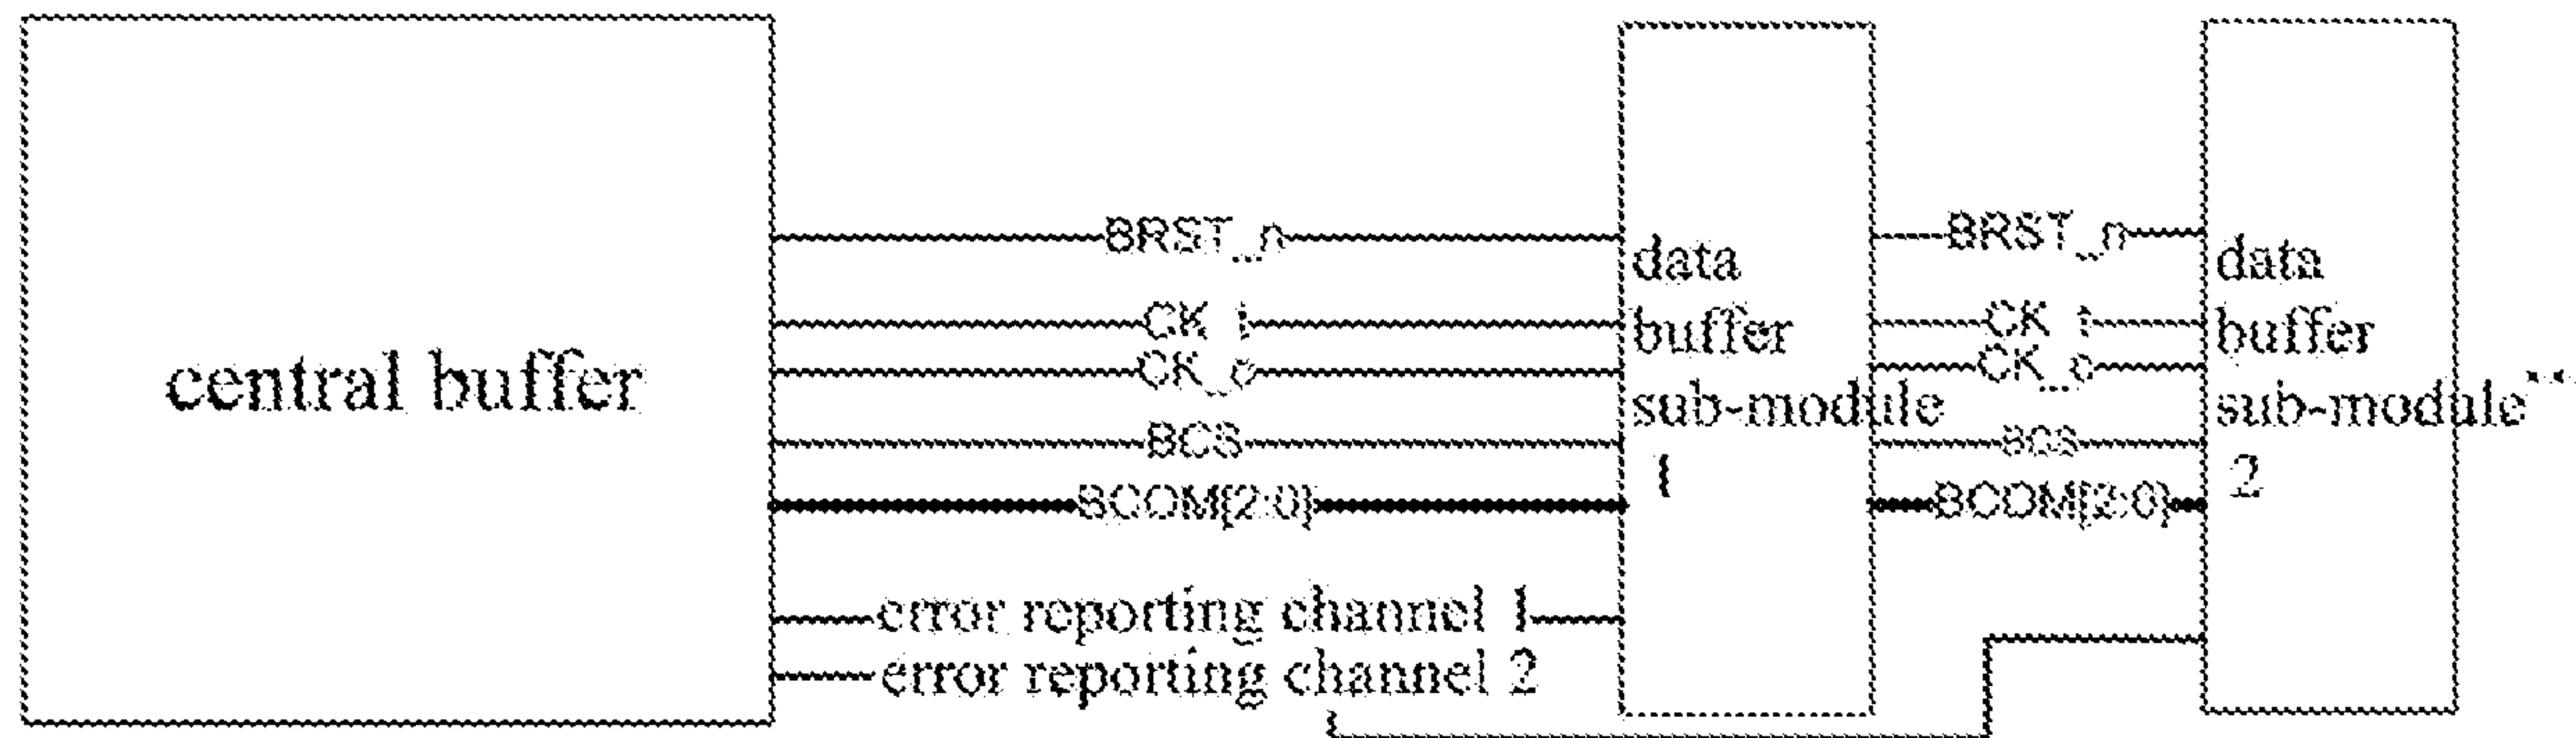 central buffer
BRST_n
CK_t
CK_c
BCS
BCOM[2:0]
error reporting channel 1
error reporting channel 2
data
buffer
sub-module
1
BRST_n
CK_t
CK_c
BCS
BCOM[2:0]
data
buffer
sub-module
2
...